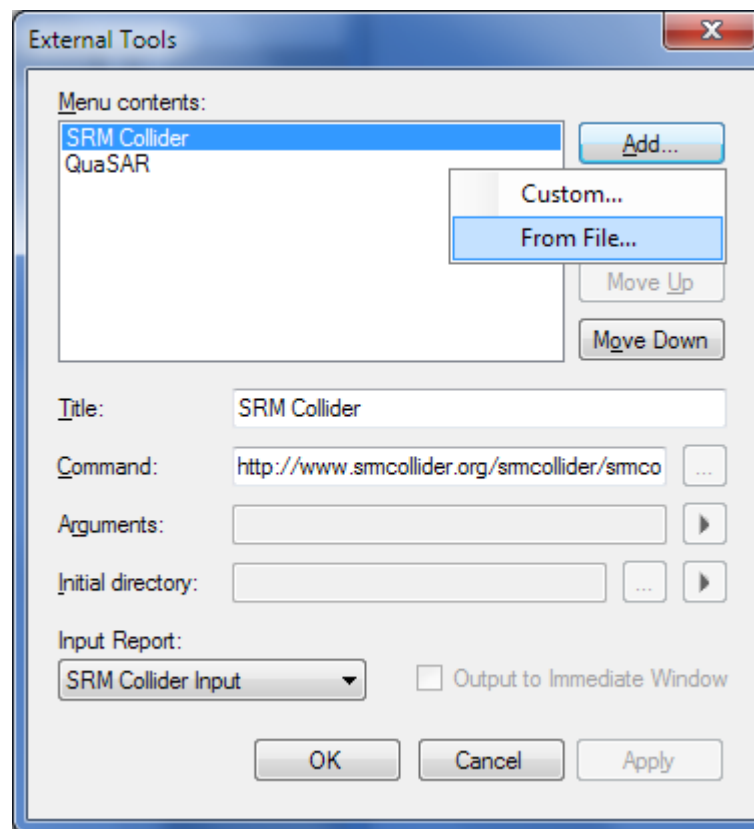 External Tools
Menu contents:
SRM Collider
QuaSAR
Add...
Custom...
From File...
Move Up
Move Down
Title:
SRM Collider
Command:
http://www.srmcollider.org/srmcollider/srmco
...
Arguments:
Initial directory:
...
Input Report:
SRM Collider Input
Output to Immediate Window
OK
Cancel
Apply